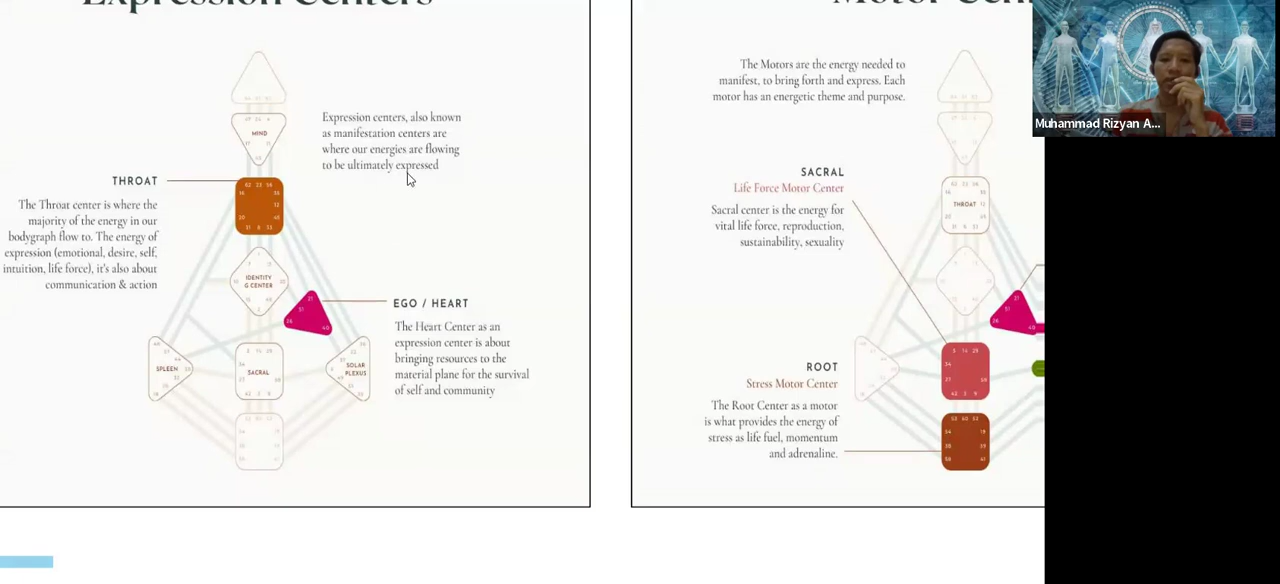 Expression Centers
MIND
Expression centers, also known
as manifestation centers are
where our energies are flowing
to be ultimately expressed
THROAT
The Throat center is where the
majority of the energy in our
bodygraph flow to. The energy of
expression (emotional, desire, self,
intuition, life force), it's also about
communication & action
IDENTITY
G CENTER
EGO / HEART
The Heart Center as an
expression center is about
bringing resources to the
material plane for the survival
of self and community
SPLEEN
SACRAL
SOLAR
PLEXUS
Motor Cen
The Motors are the energy needed to
manifest, to bring forth and express. Each
motor has an energetic theme and purpose.
SACRAL
Life Force Motor Center
Sacral center is the energy for
vital life force, reproduction,
sustainability, sexuality
THROAT
ROOT
Stress Motor Center
The Root Center as a motor
is what provides the energy of
stress as life fuel, momentum
and adrenaline.
Muhammad Rizyan A...